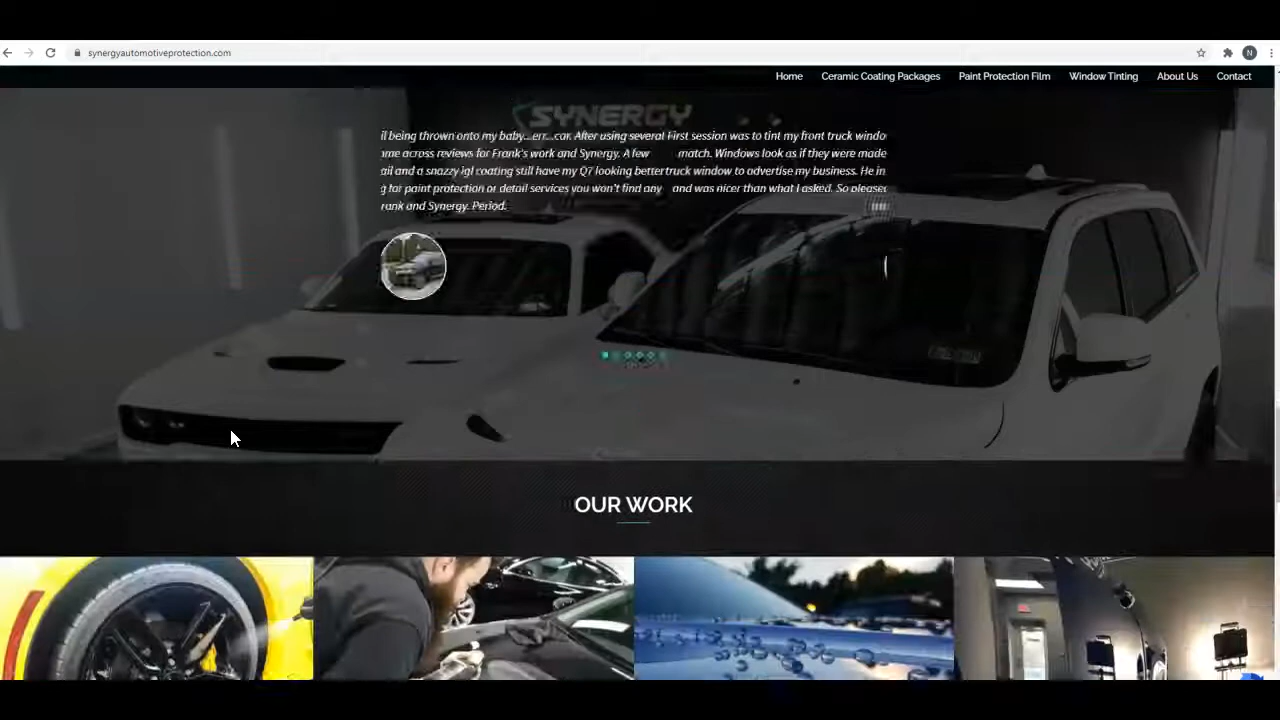 synergyautomotiveprotection.com
N
Home Ceramic Coating Packages Paint Protection Film Window Tinting About Us Contact
SYNERGY
il being thrown onto my baby...err...car. After using several First session was to tint my front truck windo
ame across reviews for Frank's work and Synergy. A few match. Windows look as if they were made
ail and a snazzy igl coating still have my Q7 looking better truck window to advertise my business. He in
g for paint protection or detail services you won't find any and was nicer than what I asked. So pleased
rank and Synergy. Period.
OUR WORK